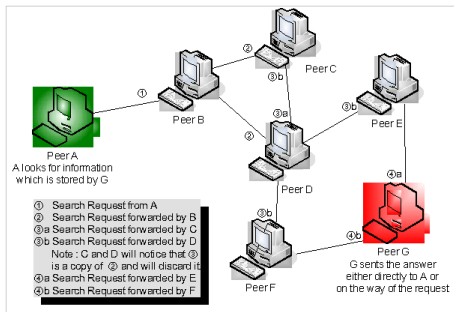 ②
Peer C
③b
①
Peer B
③a
③b
Peer E
②
Peer A
A looks for information
which is stored by G
Peer D
④a
① Search Request from A
② Search Request forwarded by B
③a Search Request forwarded by C
③b Search Request forwarded by D
Note : C and D will notice that ③
is a copy of ② and will discard it
④a Search Request forwarded by E
④b Search Request forwarded by F
③b
④b
Peer F
Peer G
G sents the answer
either directly to A or
on the way of the request